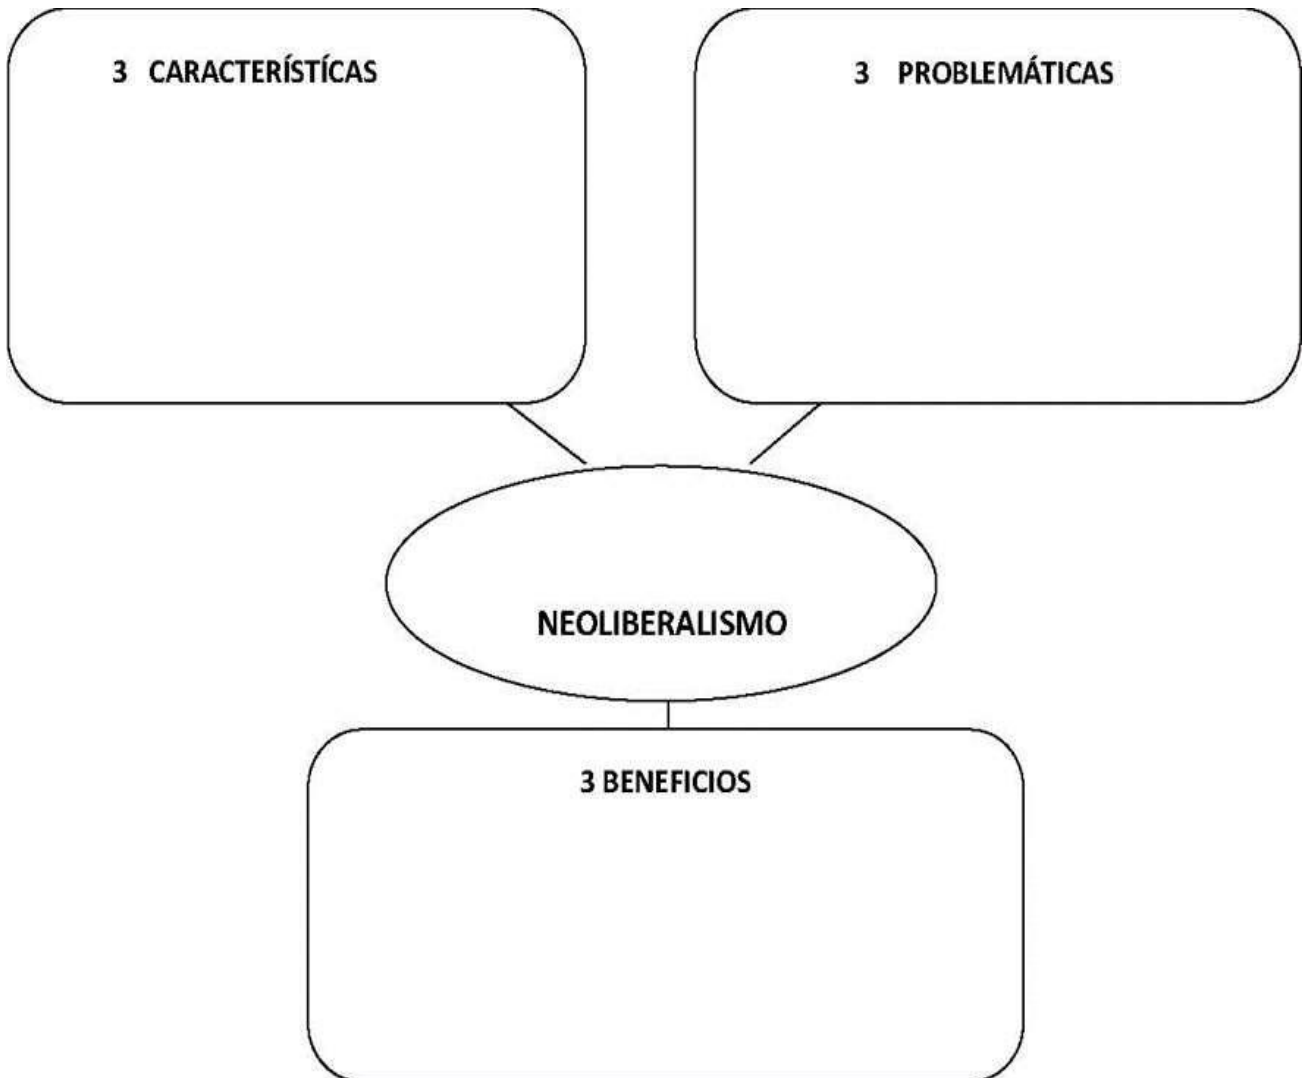 3 CARACTERÍSTÍCAS
3 PROBLEMÁTICAS
NEOLIBERALISMO
3 BENEFICIOS